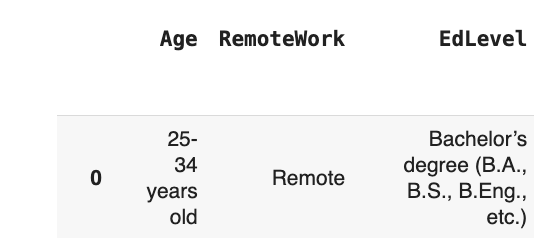 Age RemoteWork EdLevel
25- Bachelor’s
34 degree (B.A.,
0 Remote
years B.S., B.Eng.,
old etc.)